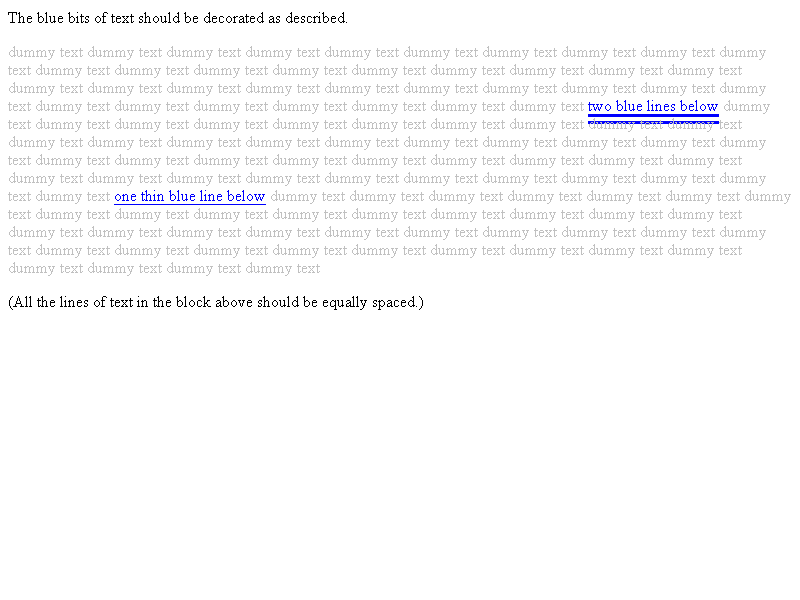 The blue bits of text should be decorated as described.
dummy text dummy text dummy text dummy text dummy text dummy text dummy text dummy text dummy text dummy
text dummy text dummy text dummy text dummy text dummy text dummy text dummy text dummy text dummy text
dummy text dummy text dummy text dummy text dummy text dummy text dummy text dummy text dummy text dummy
text dummy text dummy text dummy text dummy text dummy text dummy text dummy text two blue lines below dummy
text dummy text dummy text dummy text dummy text dummy text dummy text dummy text dummy text dummy text
dummy text dummy text dummy text dummy text dummy text dummy text dummy text dummy text dummy text dummy
text dummy text dummy text dummy text dummy text dummy text dummy text dummy text dummy text dummy text
dummy text dummy text dummy text dummy text dummy text dummy text dummy text dummy text dummy text dummy
text dummy text one thin blue line below dummy text dummy text dummy text dummy text dummy text dummy text dummy
text dummy text dummy text dummy text dummy text dummy text dummy text dummy text dummy text dummy text
dummy text dummy text dummy text dummy text dummy text dummy text dummy text dummy text dummy text dummy
text dummy text dummy text dummy text dummy text dummy text dummy text dummy text dummy text dummy text
dummy text dummy text dummy text dummy text
(All the lines of text in the block above should be equally spaced.)